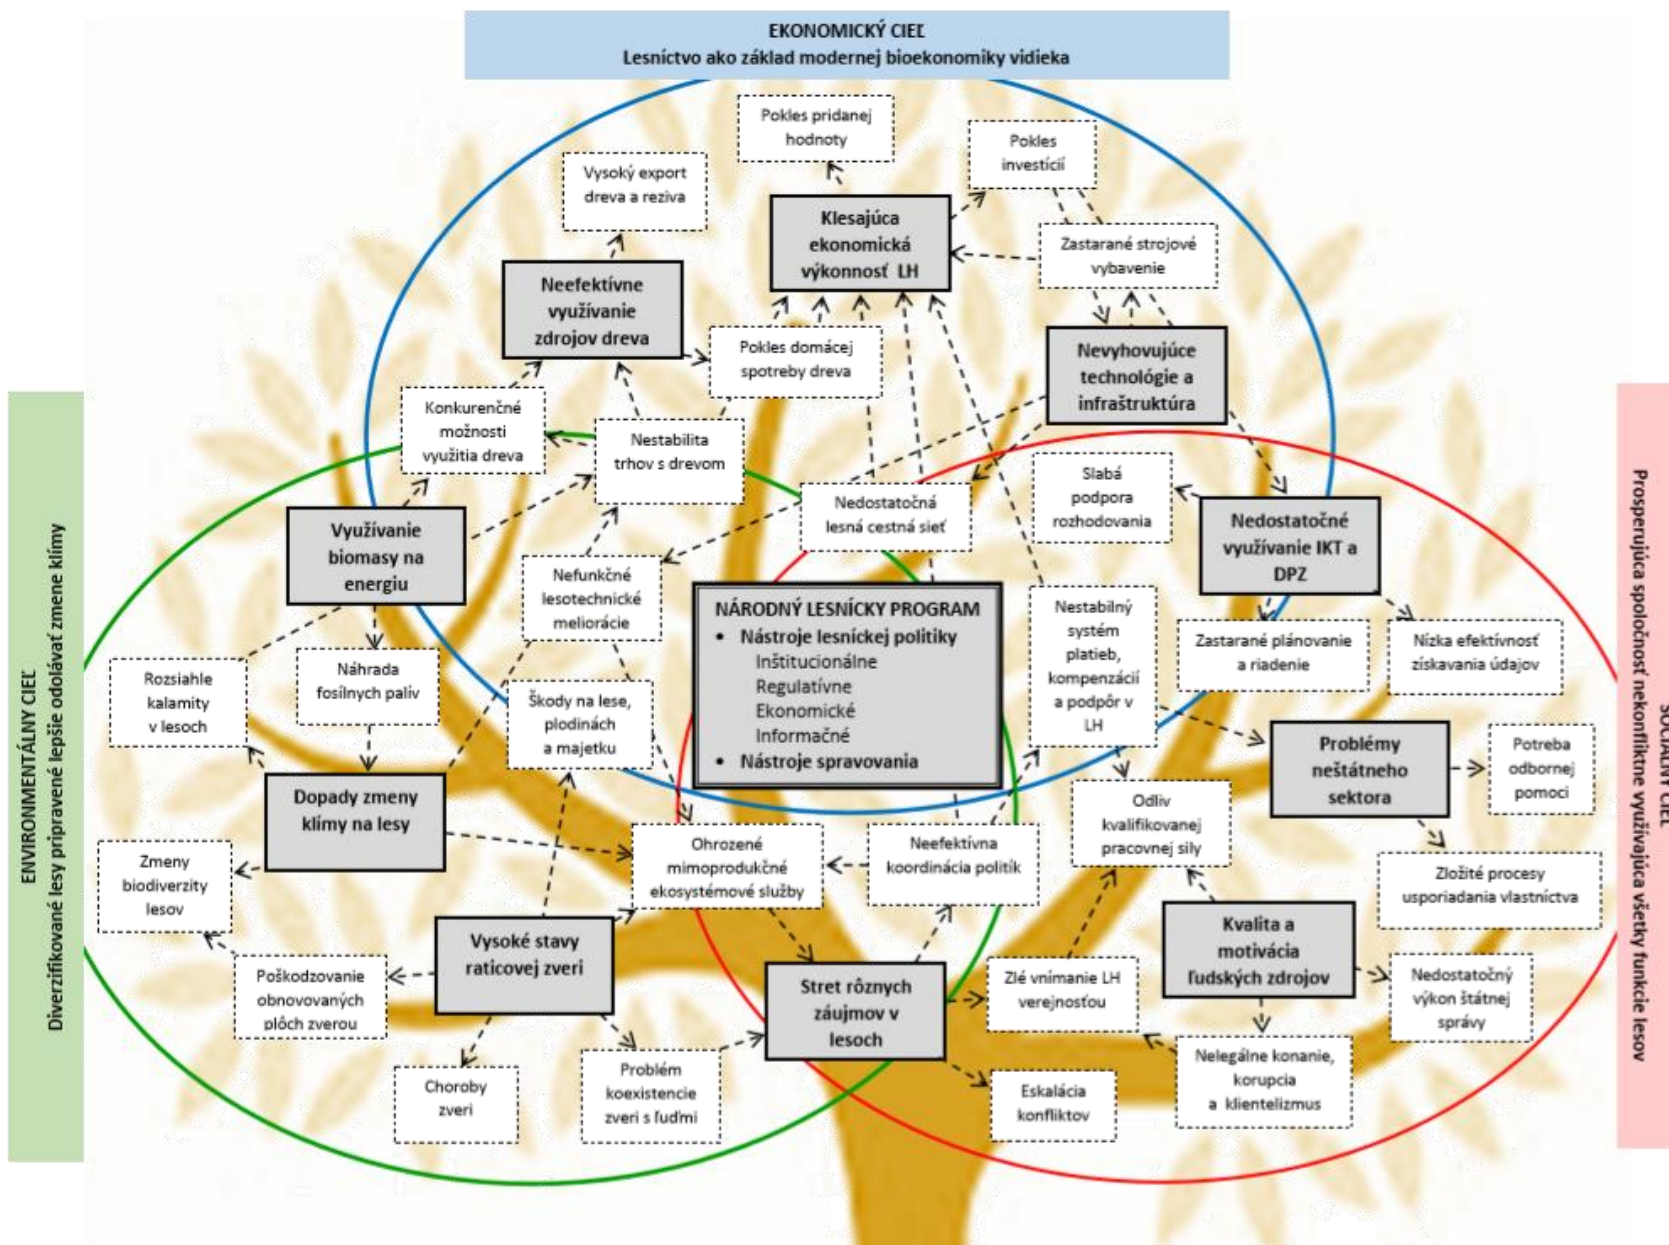 EKONOMICKÝ CIEĽ
Lesníctvo ako základ modernej bioekonomiky vidieka
Pokles pridanej
hodnoty
Pokles
investícií
Vysoký export
dreva a reziva
Klesajúca
ekonomická
výkonnosť LH
Zastarané strojové
vybavenie
Neefektívne
využívanie
zdrojov dreva
Pokles domácej
spotreby dreva
Nevyhovujúce
technológie a
infraštruktúra
Konkurenčné
možnosti
využitia dreva
Nestabilita
trhov s drevom
Slabá
podpora
rozhodovania
Nedostatočná
lesná cestná sieť
Nedostatočné
využívanie IKT a
DPZ
Využívanie
biomasy na
energiu
Nefunkčné
lesotechnické
meliorácie
NÁRODNÝ LESNÍCKY PROGRAM
• Nástroje lesníckej politiky
Inštitucionálne
Regulatívne
Ekonomické
Informačné
• Nástroje spravovania
Nestabilný
systém
platieb,
kompenzácií
a podpôr v
LH
Zastarané plánovanie
a riadenie
Nízka efektívnosť
získavania údajov
Rozsiahle
kalamity
v lesoch
Náhrada
fosílnych palív
Škody na lese,
plodinách
a majetku
Problémy
neštátneho
sektora
Potreba
odbornej
pomoci
Dopady zmeny
klímy na lesy
Odliv
kvalifikovanej
pracovnej sily
Ohrozené
mimoprodukčné
ekosystémové služby
Neefektívna
koordinácia politík
Zmeny
biodiverzity
lesov
Zložité procesy
usporiadania vlastníctva
Vysoké stavy
raticovej zveri
Kvalita a
motivácia
ľudských zdrojov
Poškodzovanie
obnovovaných
plôch zverou
Stret rôznych
záujmov v
lesoch
Zlé vnímanie LH
verejnosťou
Nedostatočný
výkon štátnej
správy
Choroby
zveri
Problém
koexistencie
zveri s ľuďmi
Eskalácia
konfliktov
Nelegálne konanie,
korupcia
a klientelizmus
ENVIRONMENTÁLNY CIEĽ
Diverzifikované lesy pripravené lepšie odolávať zmene klímy
SOCIÁLNY CIEĽ
Prosperujúca spoločnosť nekonfliktne využívajúca všetky funkcie lesov